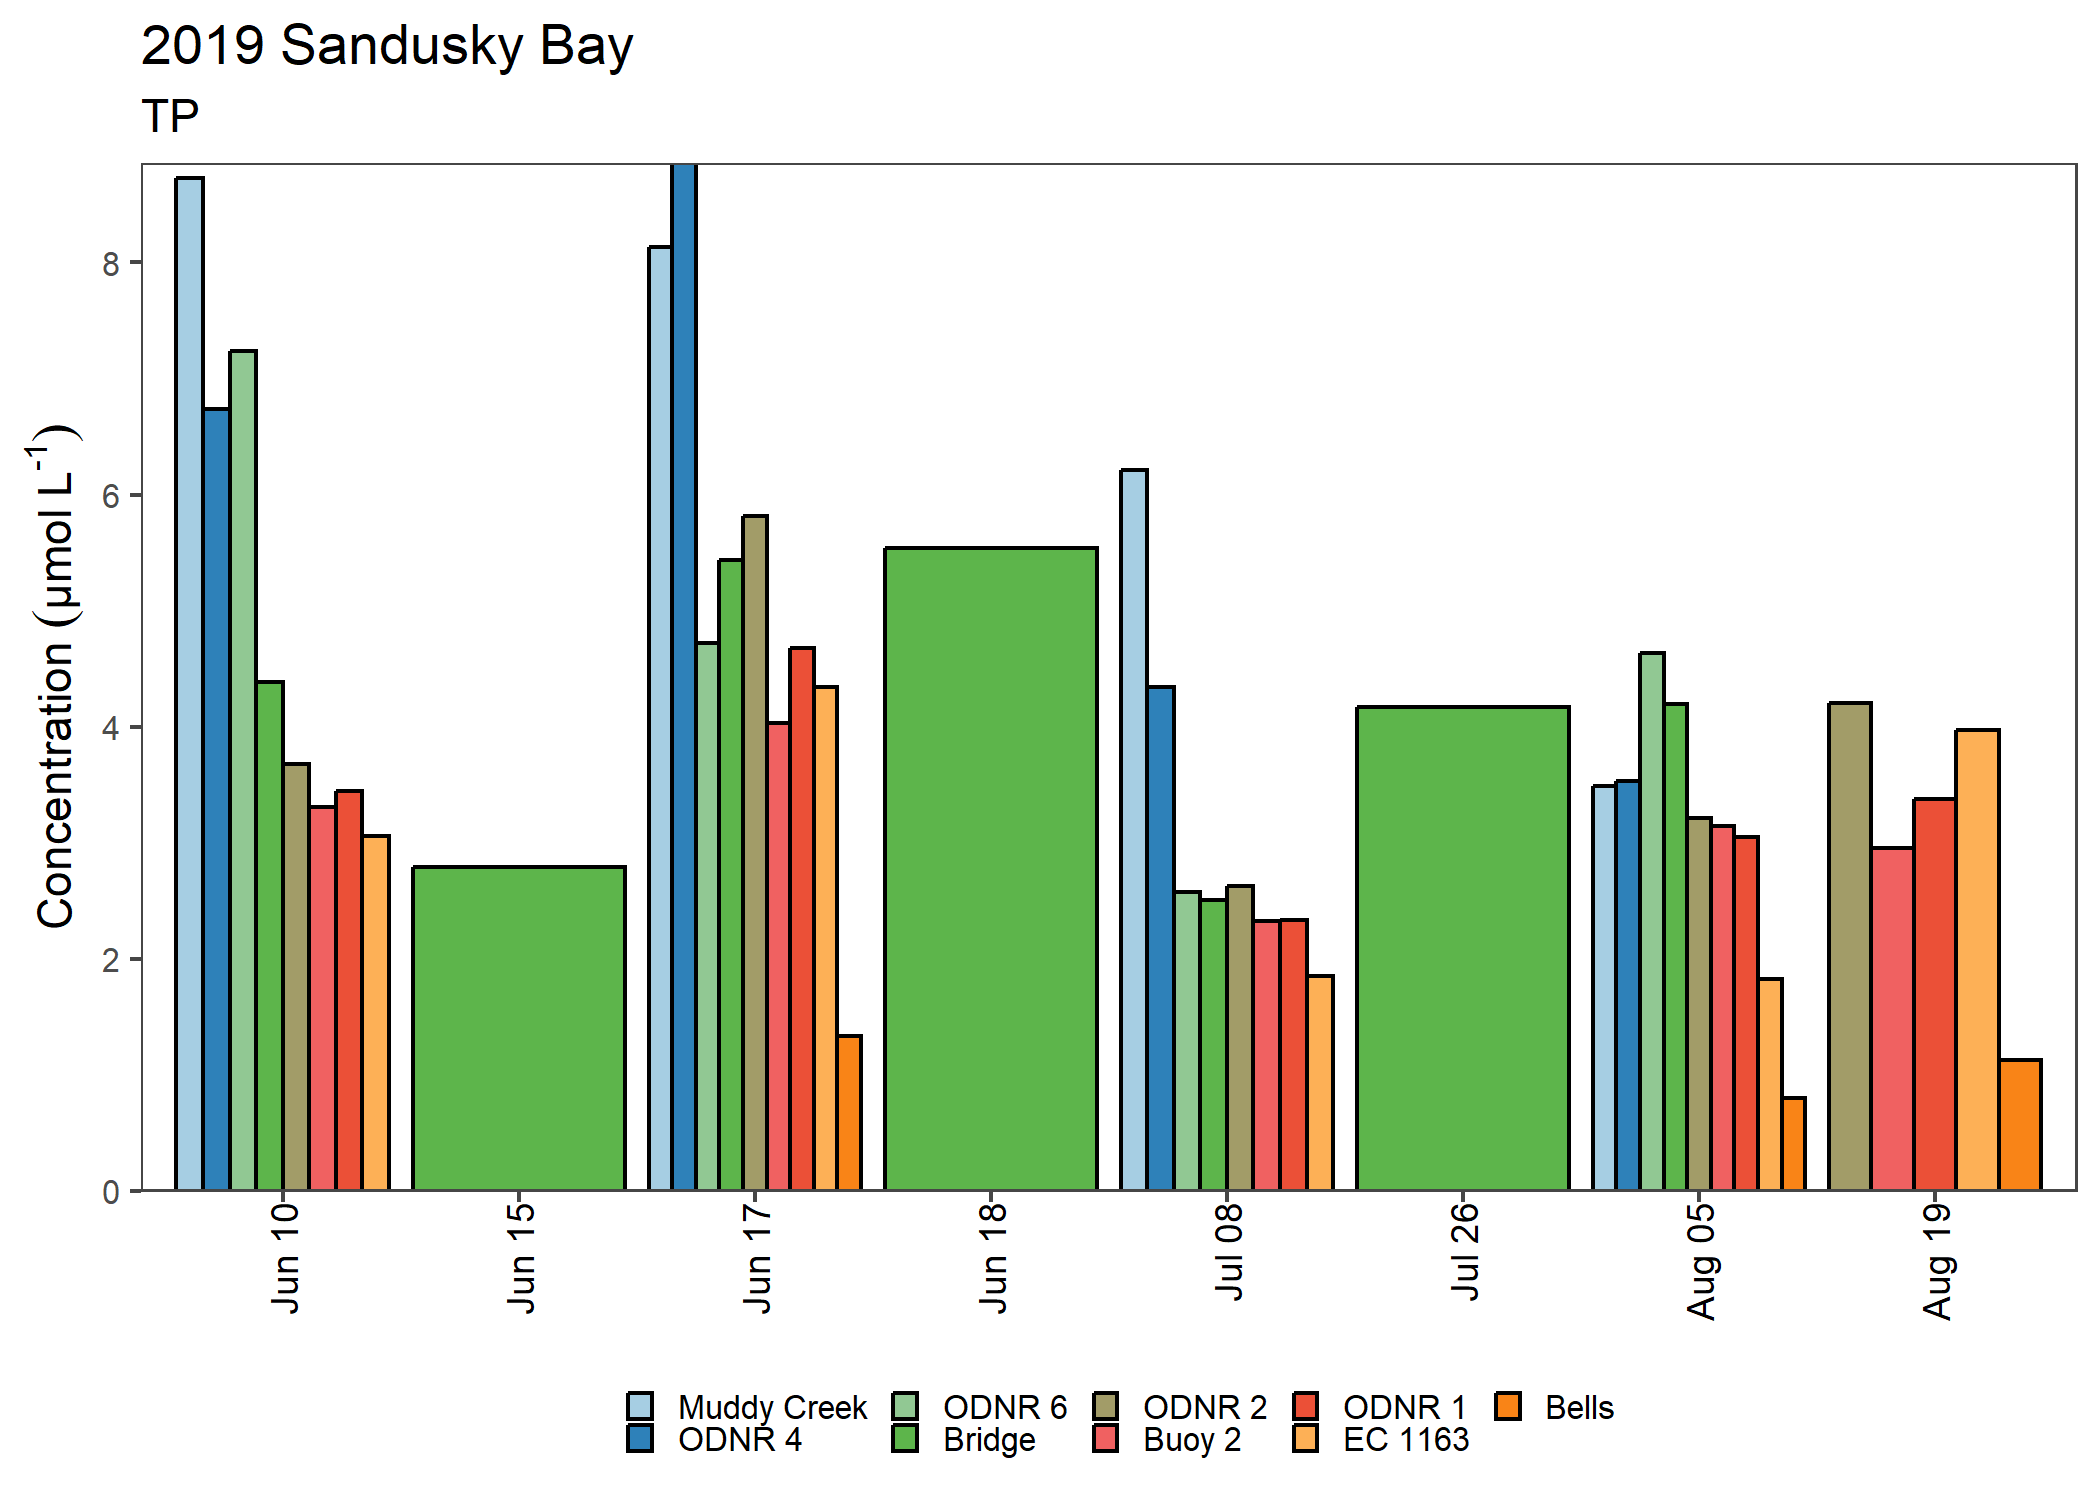 2019 Sandusky Bay
TP
Concentration (μmol L⁻¹)
8
6
4
2
0
Jun 10
Jun 15
Jun 17
Jun 18
Jul 08
Jul 26
Aug 05
Aug 19
Muddy Creek ODNR 6 ODNR 2 ODNR 1 Bells
ODNR 4 Bridge Buoy 2 EC 1163